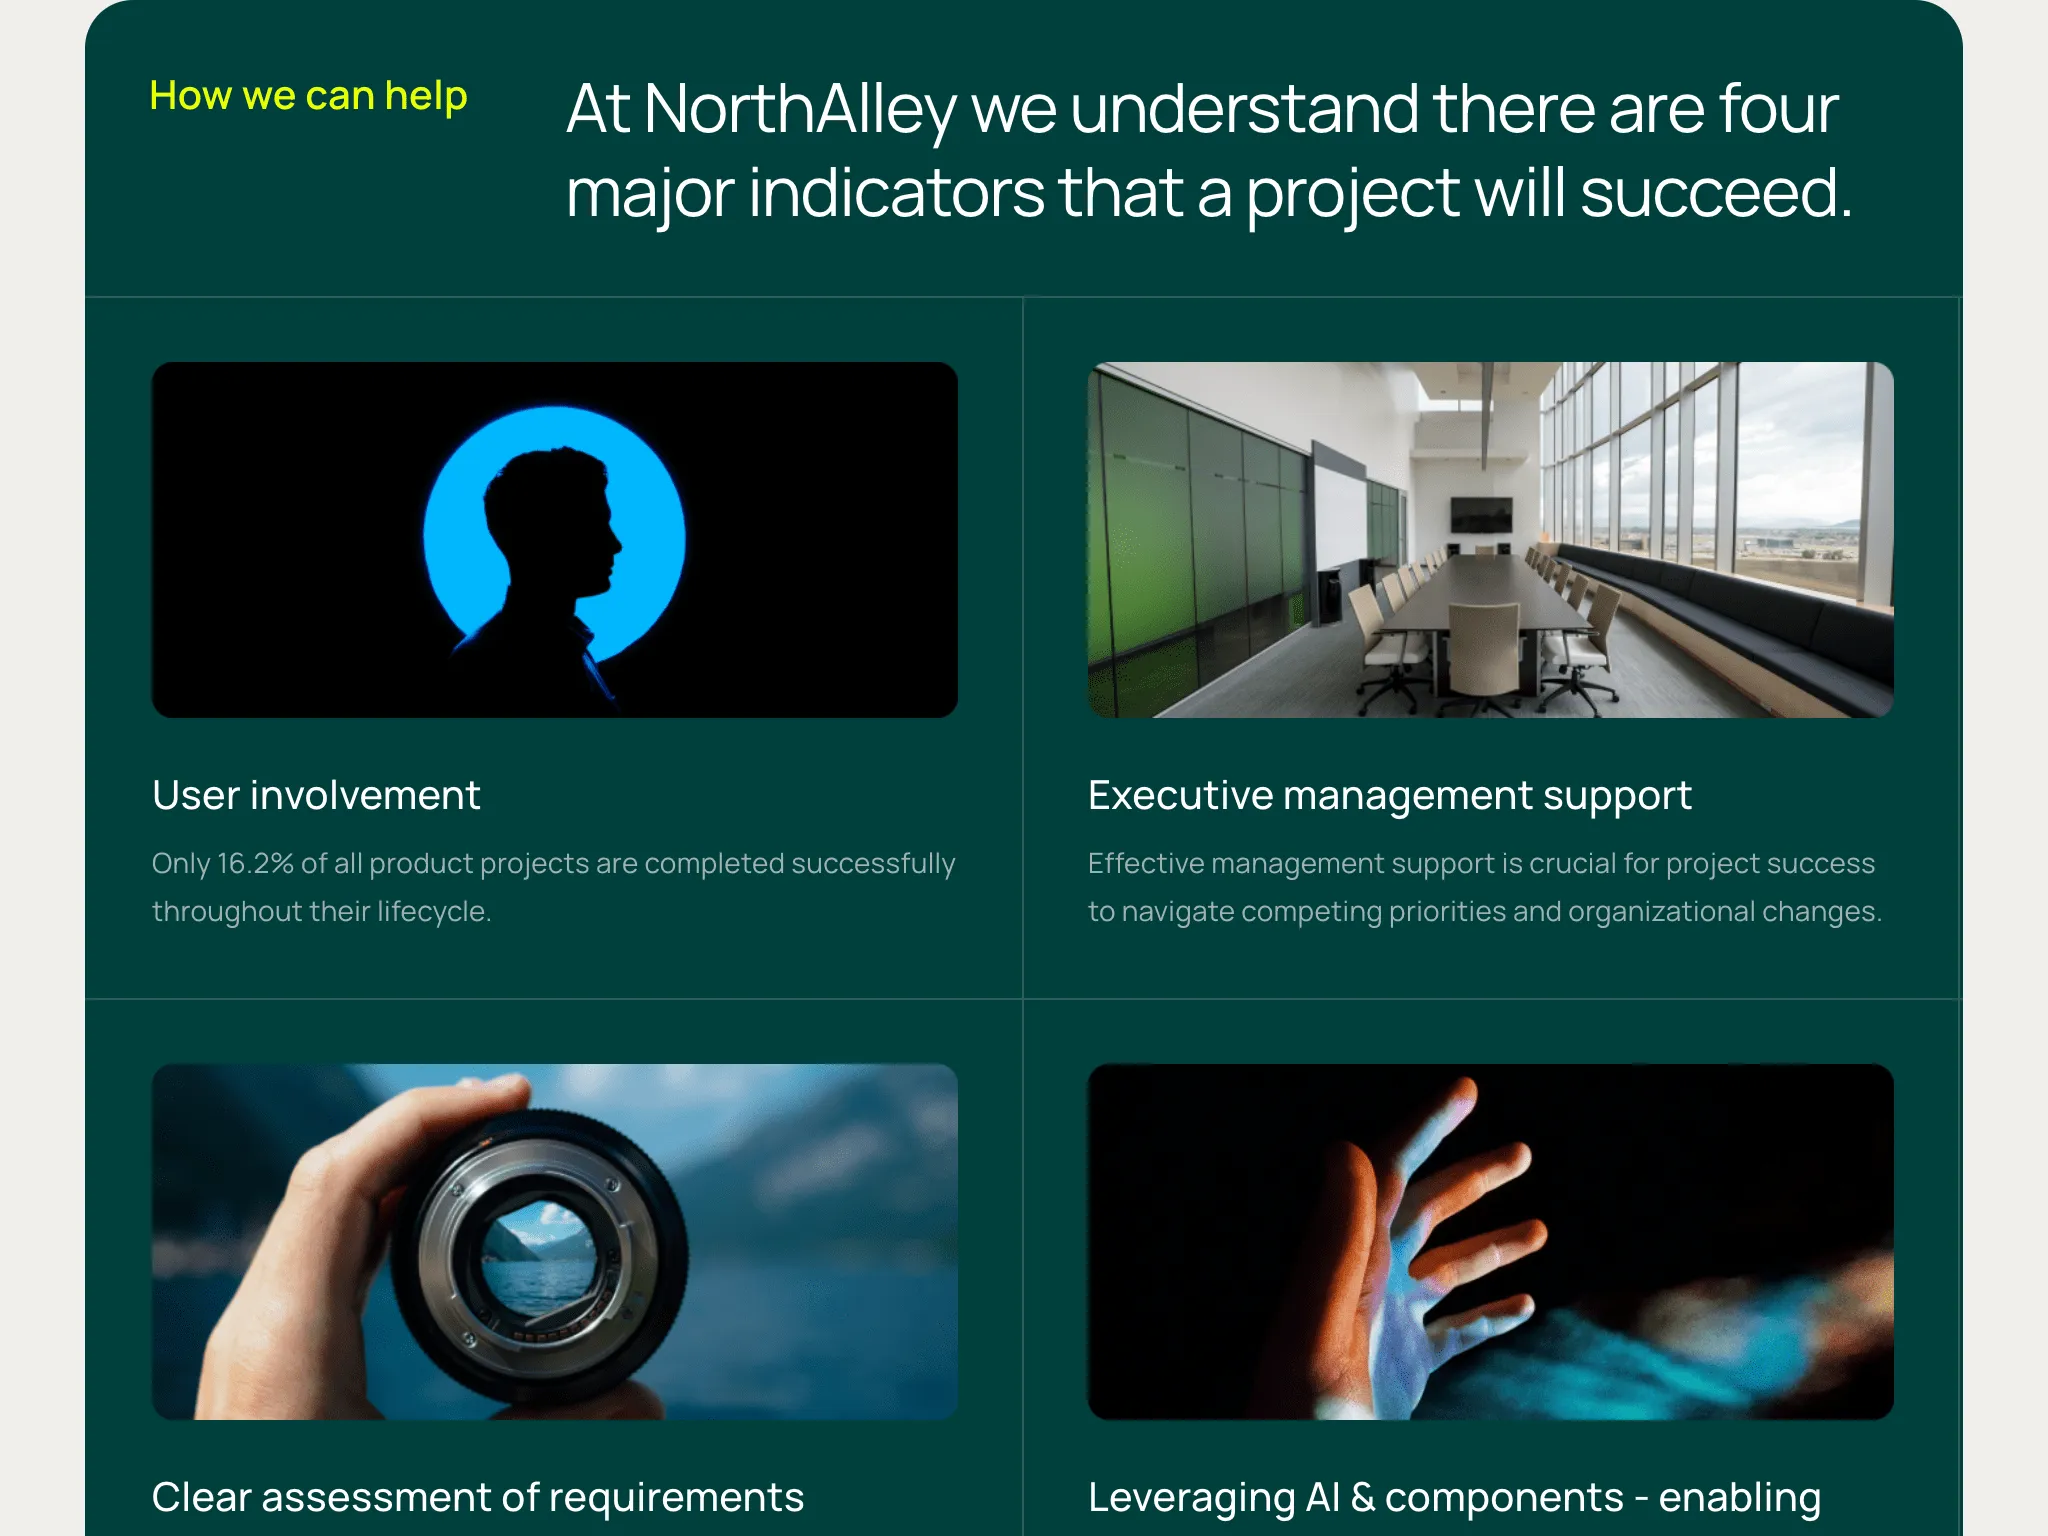 How we can help
At NorthAlley we understand there are four
major indicators that a project will succeed.
User involvement
Only 16.2% of all product projects are completed successfully
throughout their lifecycle.
Executive management support
Effective management support is crucial for project success
to navigate competing priorities and organizational changes.
Clear assessment of requirements
Leveraging AI & components - enabling